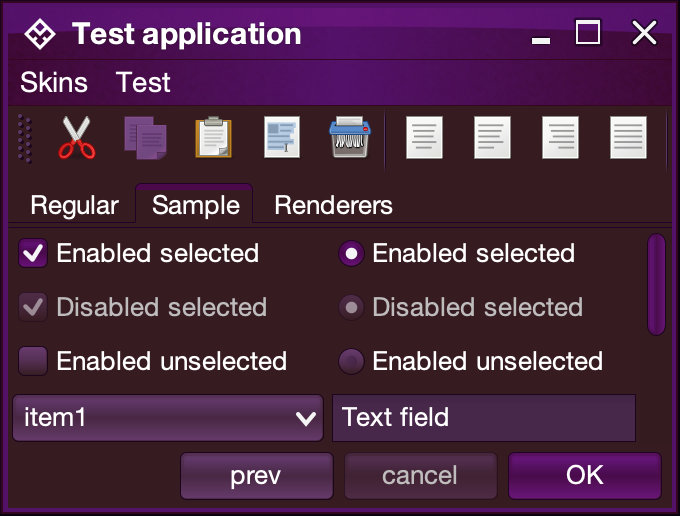 Test application
Skins Test
Regular Sample Renderers
Enabled selected Enabled selected
Disabled selected Disabled selected
Enabled unselected Enabled unselected
item1 Text field
prev cancel OK